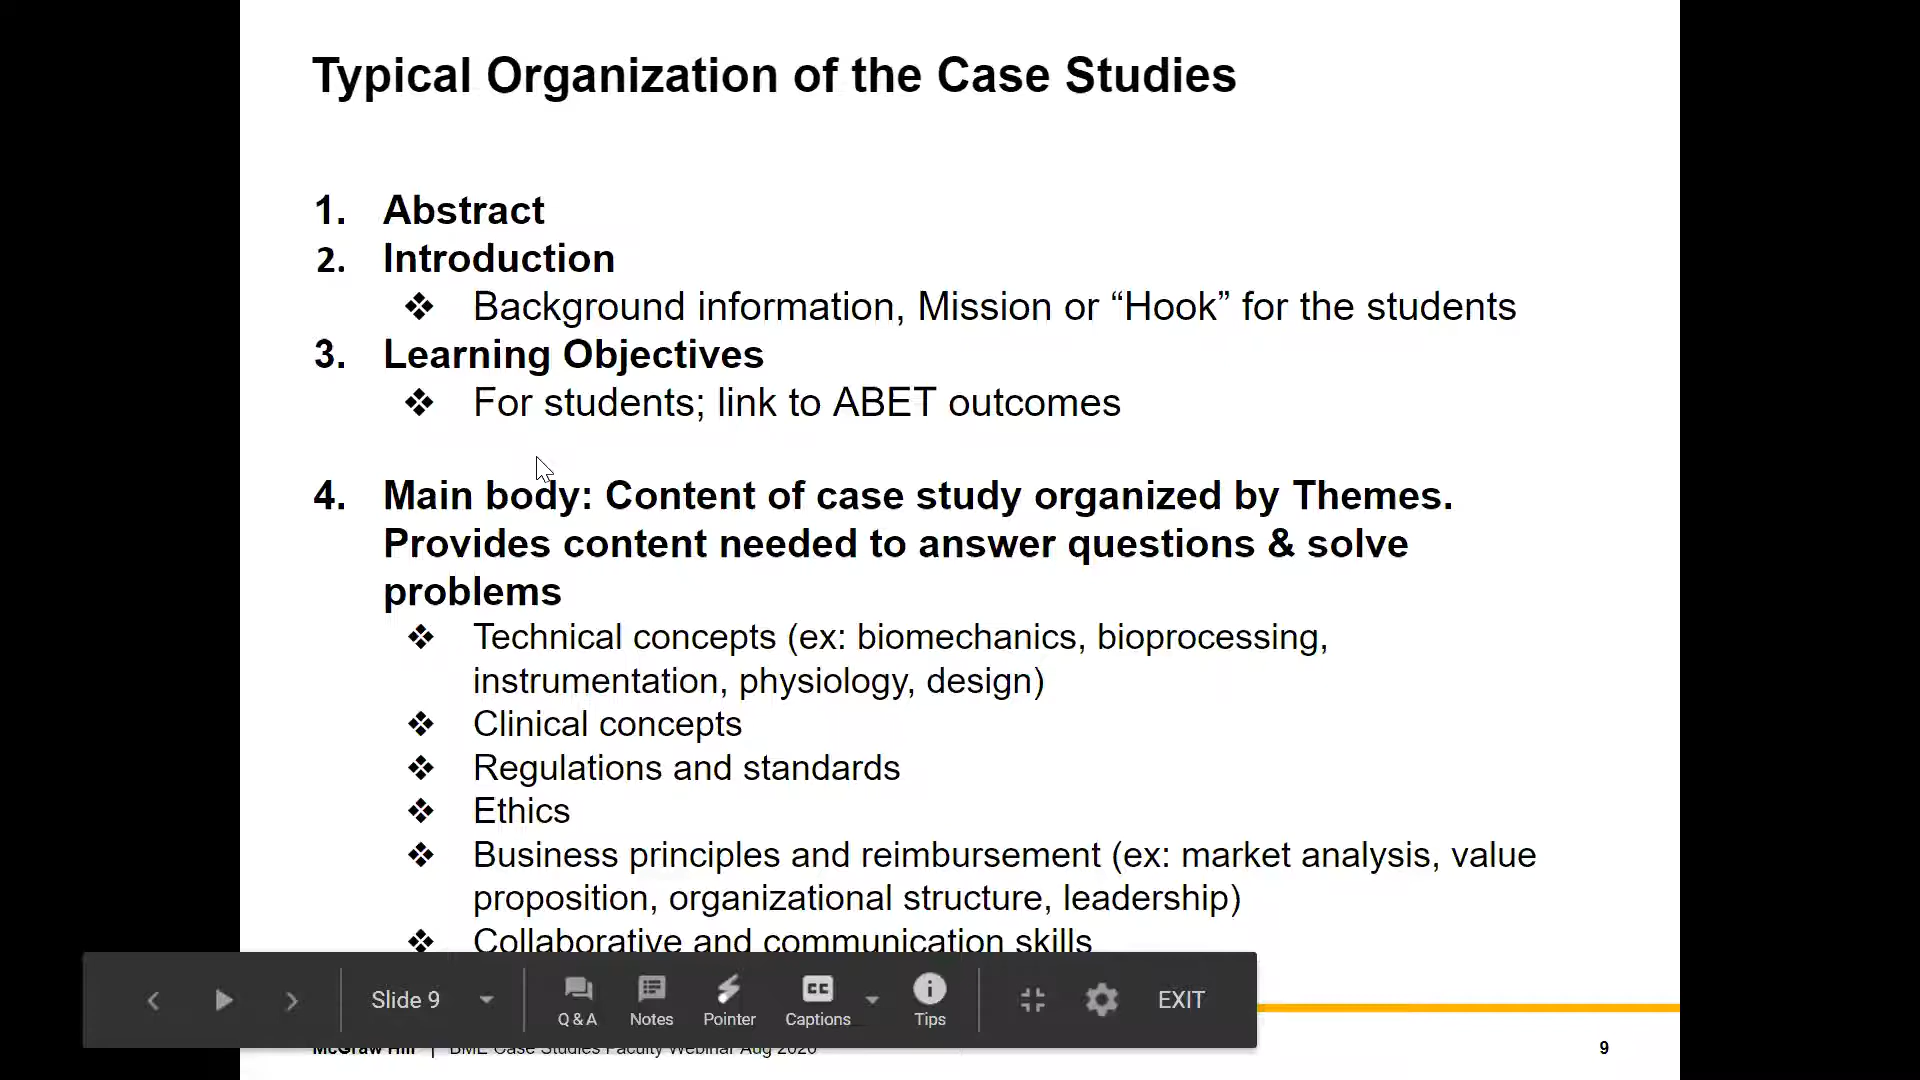 Typical Organization of the Case Studies
1. Abstract
2. Introduction
❖ Background information, Mission or “Hook” for the students
3. Learning Objectives
❖ For students; link to ABET outcomes
4. Main body: Content of case study organized by Themes.
Provides content needed to answer questions & solve
problems
❖ Technical concepts (ex: biomechanics, bioprocessing,
instrumentation, physiology, design)
❖ Clinical concepts
❖ Regulations and standards
❖ Ethics
❖ Business principles and reimbursement (ex: market analysis, value
proposition, organizational structure, leadership)
❖ Collaborative and communication skills
Slide 9
Q & A Notes Pointer Captions Tips EXIT
McGraw Hill | BME Case Studies Faculty Webinar Aug 2020
9